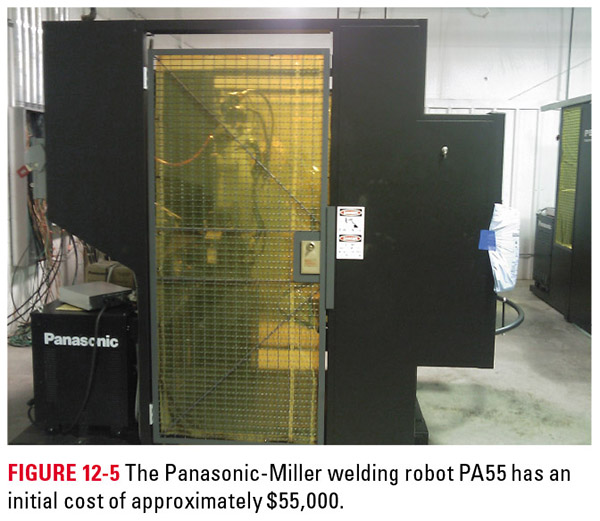 Panasonic
FIGURE 12-5 The Panasonic-Miller welding robot PA55 has an
initial cost of approximately $55,000.